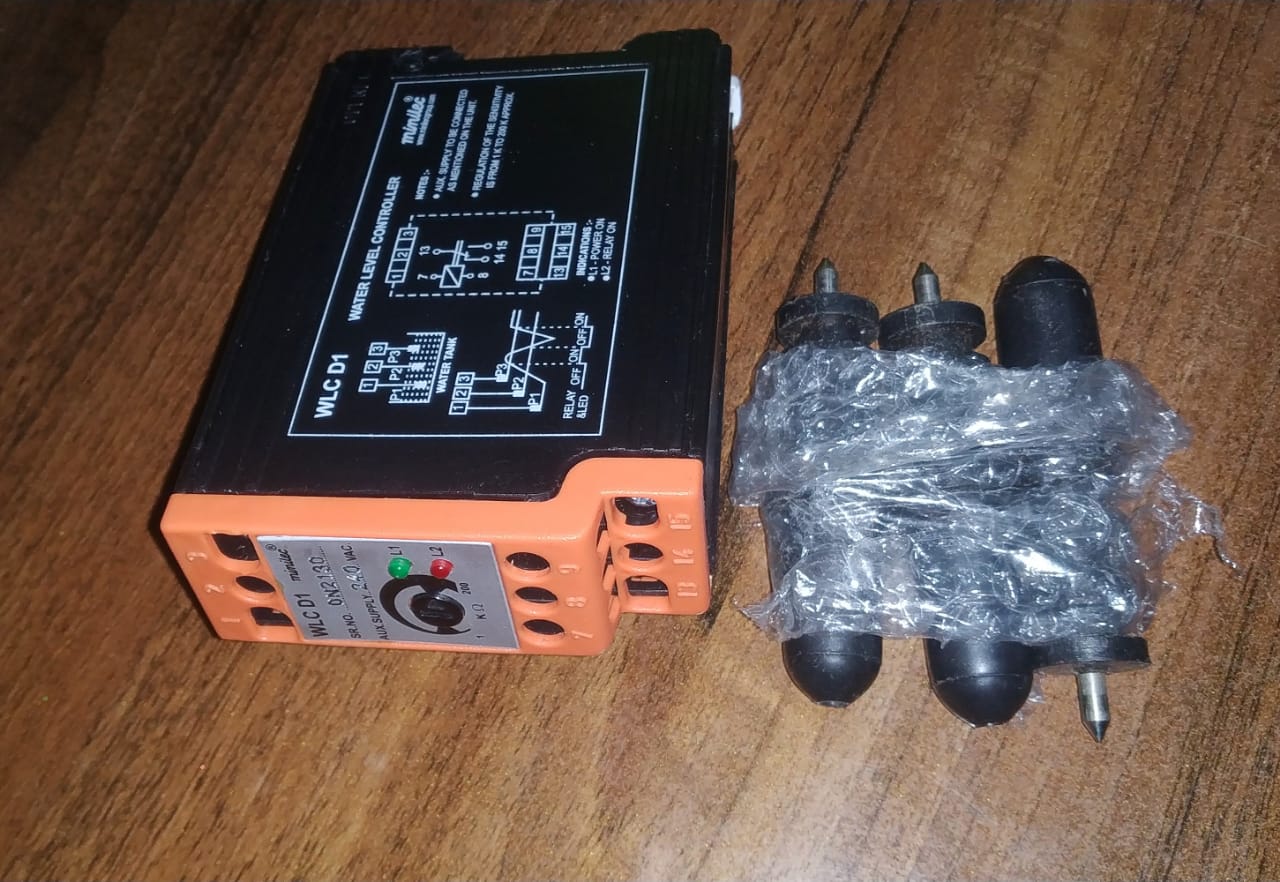 WLC D1
WATER LEVEL CONTROLLER
minilec®
1 2 3
P1 P2 P3
WATER TANK
1 2 3
P1
P2
P3
RELAY
&LED
OFF
ON
OFF
ON
1 2 3
7
13
8
14 15
7 8 9
13 14 15
NOTES :-
● AUX. SUPPLY TO BE CONNECTED
AS MENTIONED ON THE UNIT.
● REGULATION OF THE SENSITIVITY
IS FROM 1 K TO 200 K APPROX.
INDICATIONS :-
● L1 - POWER ON
● L2 - RELAY ON
1 2 3
WLC D1
minilec®
SR.NO. 9N2130
AUX.SUPPLY 240 VAC
L1
L2
1
K Ω
200
7 8 9
13 14 15